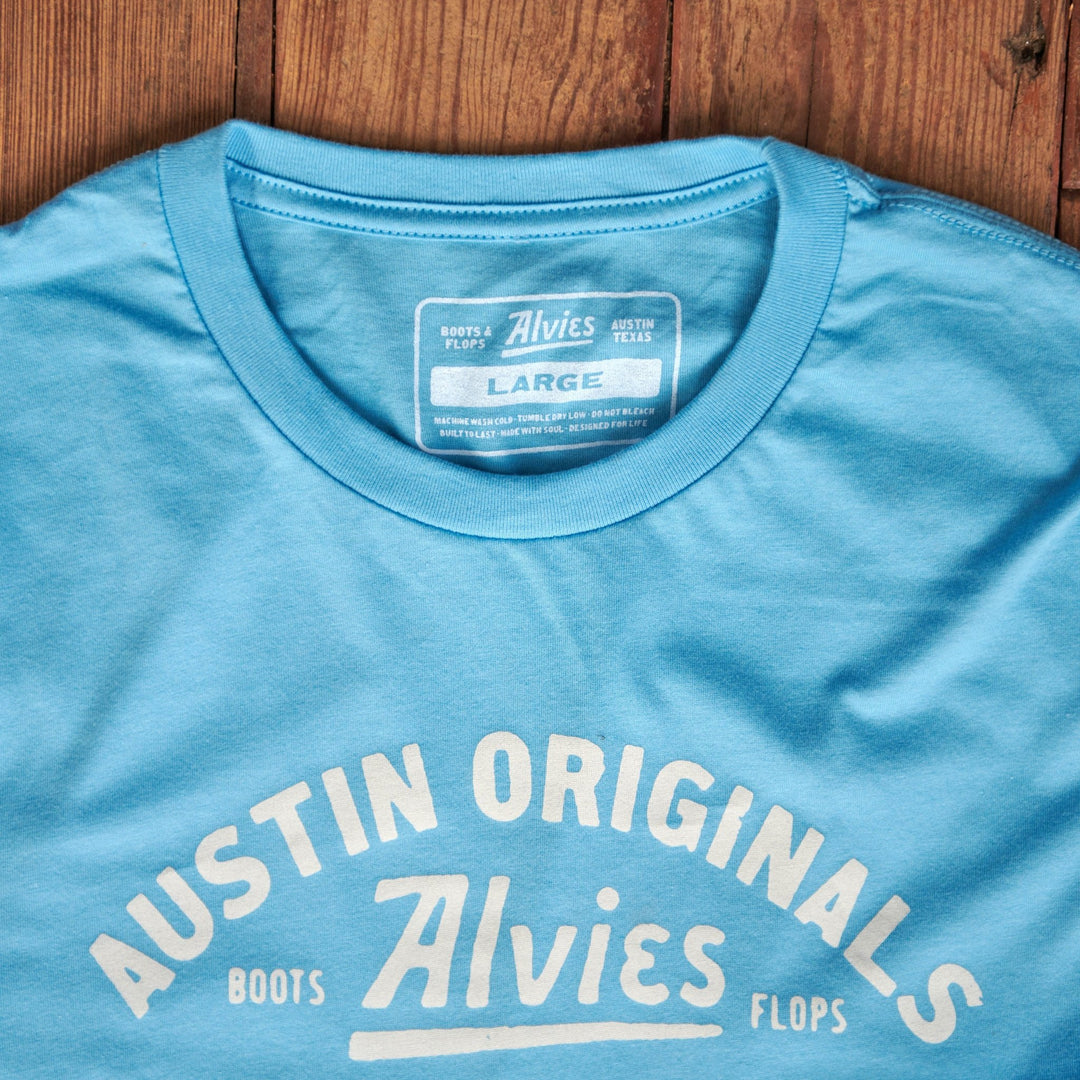 BOOTS & FLOPS
Alvies
AUSTIN TEXAS
LARGE
MACHINE WASH COLD · TUMBLE DRY LOW · DO NOT BLEACH
BUILT TO LAST · MADE WITH SOUL · DESIGNED FOR LIFE
AUSTIN ORIGINALS
Alvies
BOOTS
FLOPS